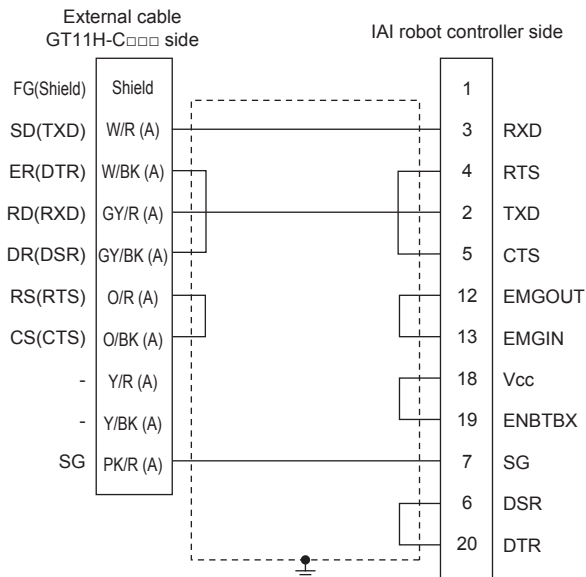 External cable
GT11H-C□□□ side
IAI robot controller side
FG(Shield) Shield 1
SD(TXD) W/R (A) 3 RXD
ER(DTR) W/BK (A) 4 RTS
RD(RXD) GY/R (A) 2 TXD
DR(DSR) GY/BK (A) 5 CTS
RS(RTS) O/R (A) 12 EMGOUT
CS(CTS) O/BK (A) 13 EMGIN
- Y/R (A) 18 Vcc
- Y/BK (A) 19 ENBTBX
SG PK/R (A) 7 SG
6 DSR
20 DTR